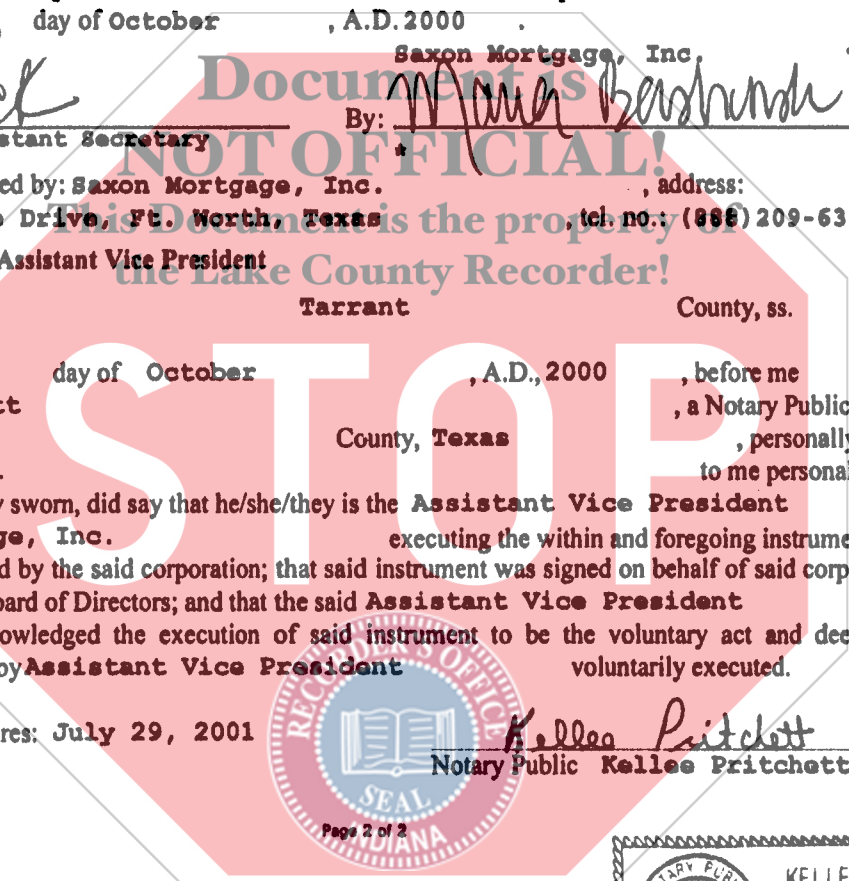 day of October , A.D. 2000 .
Saxon Mortgage, Inc.
Document is
By:
stant Secretary
NOT OFFICIAL!
*
ed by: Saxon Mortgage, Inc. , address:
Drive, Ft. Worth, Texas , tel. no.: (888) 209-63
This Document is the property of
Assistant Vice President
the Lake County Recorder!
Tarrant County, ss.
day of October , A.D., 2000 , before me
tt , a Notary Public
STOP
County, Texas , personally
. to me personal
y sworn, did say that he/she/they is the Assistant Vice President
ge, Inc. executing the within and foregoing instrume
d by the said corporation; that said instrument was signed on behalf of said corp
oard of Directors; and that the said Assistant Vice President
owledged the execution of said instrument to be the voluntary act and dee
by Assistant Vice President voluntarily executed.
RECORDER'S OFFICE
res: July 29, 2001 Kellee Pritchett
Notary Public Kellee Pritchett
SEAL
INDIANA
Page 2 of 2
KELLE